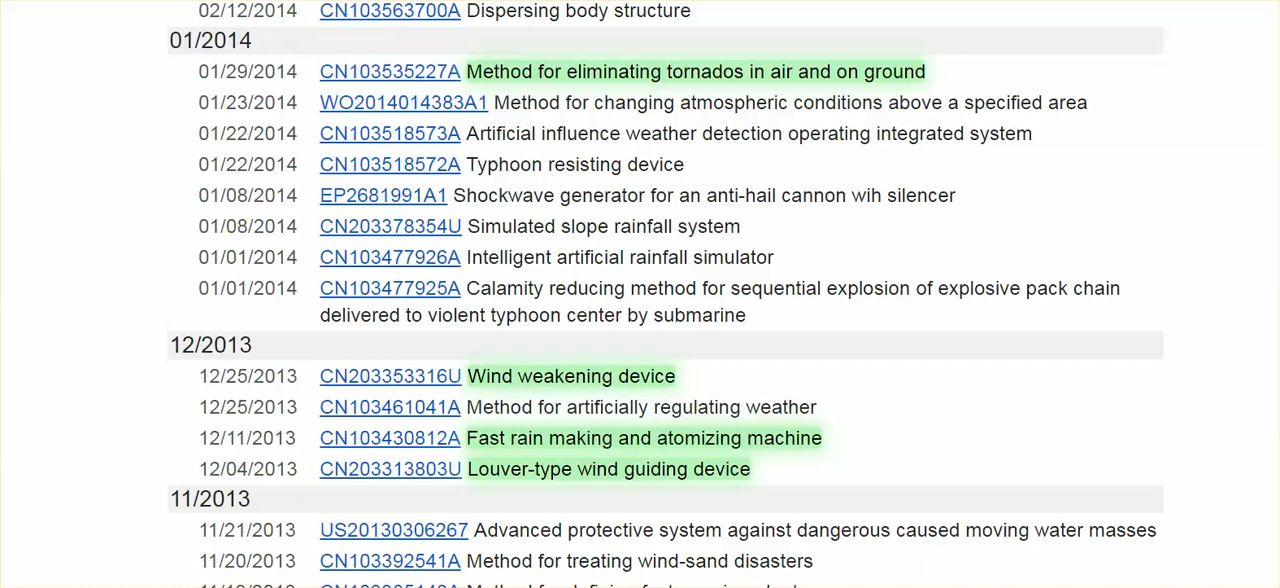 02/12/2014 CN103563700A Dispersing body structure
01/2014
01/29/2014 CN103535227A Method for eliminating tornados in air and on ground
01/23/2014 WO2014014383A1 Method for changing atmospheric conditions above a specified area
01/22/2014 CN103518573A Artificial influence weather detection operating integrated system
01/22/2014 CN103518572A Typhoon resisting device
01/08/2014 EP2681991A1 Shockwave generator for an anti-hail cannon wih silencer
01/08/2014 CN203378354U Simulated slope rainfall system
01/01/2014 CN103477926A Intelligent artificial rainfall simulator
01/01/2014 CN103477925A Calamity reducing method for sequential explosion of explosive pack chain
delivered to violent typhoon center by submarine
12/2013
12/25/2013 CN203353316U Wind weakening device
12/25/2013 CN103461041A Method for artificially regulating weather
12/11/2013 CN103430812A Fast rain making and atomizing machine
12/04/2013 CN203313803U Louver-type wind guiding device
11/2013
11/21/2013 US20130306267 Advanced protective system against dangerous caused moving water masses
11/20/2013 CN103392541A Method for treating wind-sand disasters